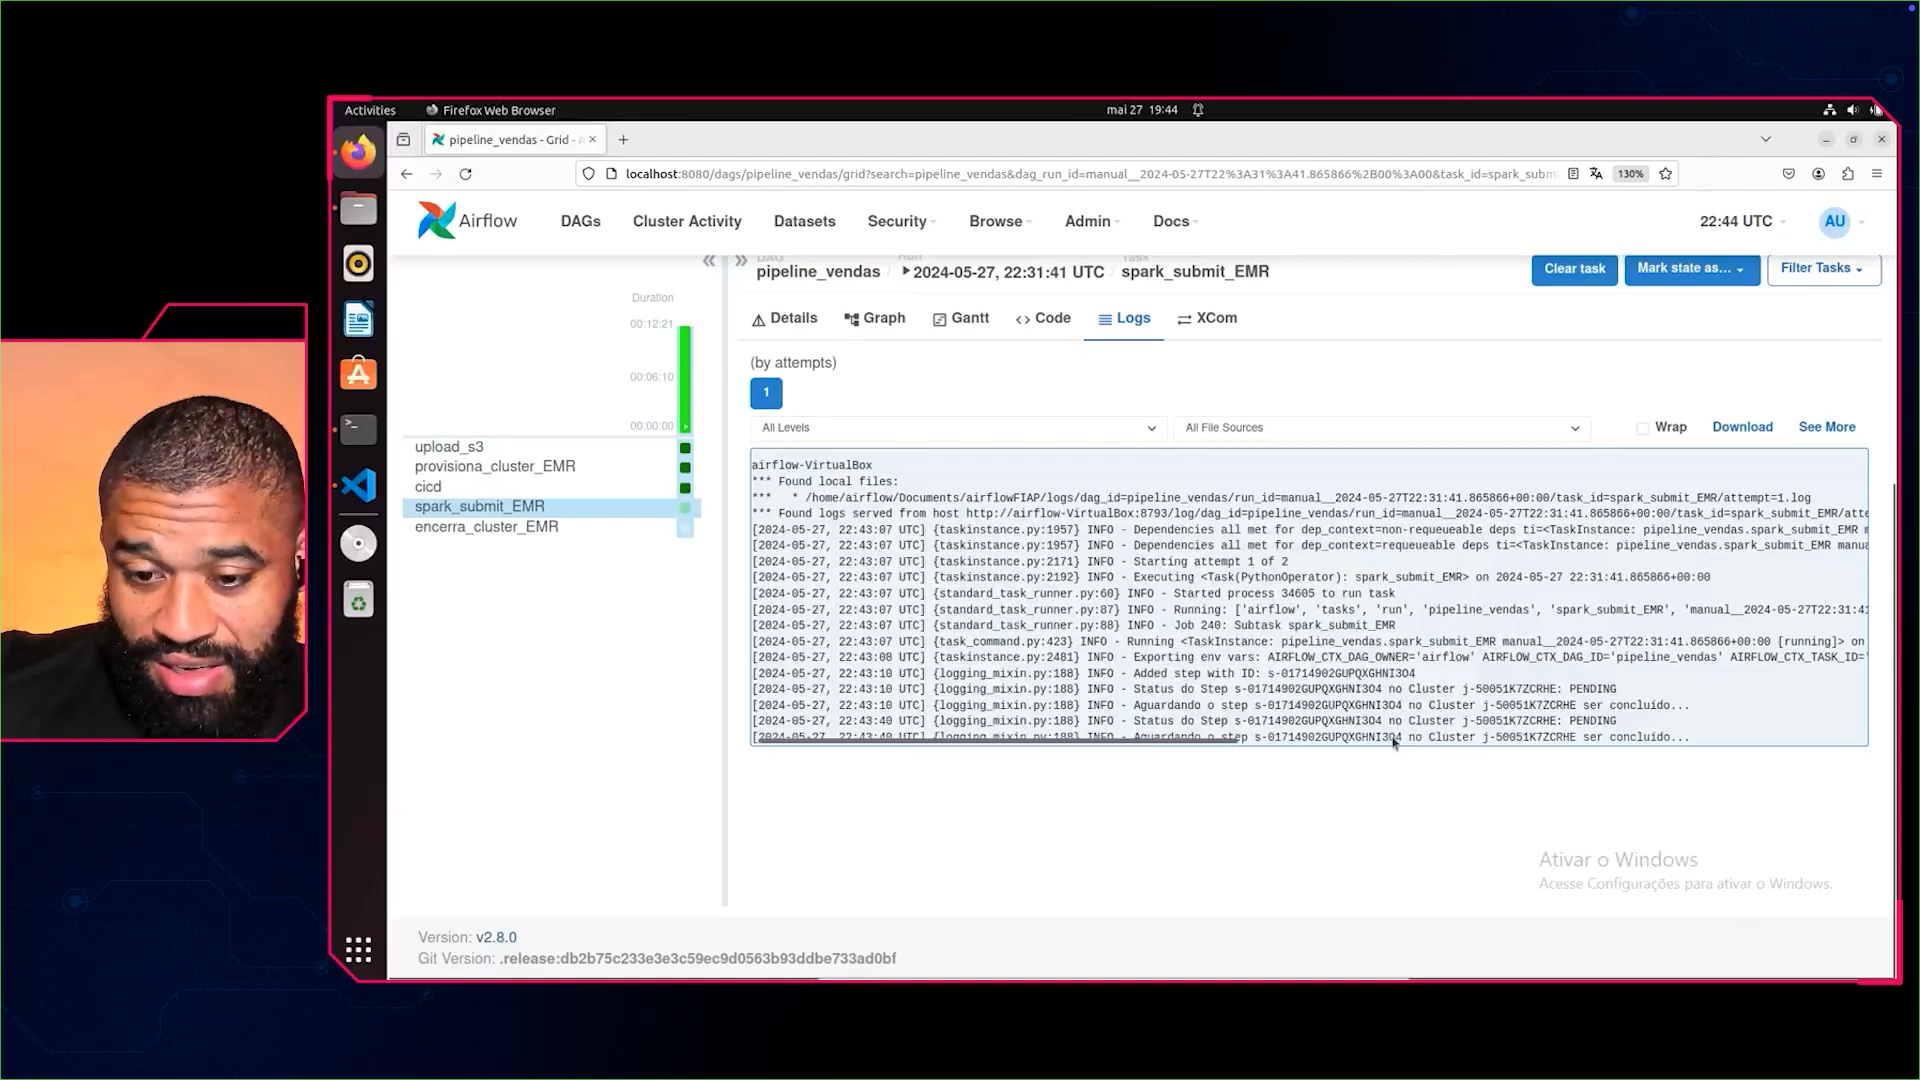 Activities
Firefox Web Browser
mai 27 19:44
pipeline_vendas - Grid -
localhost:8080/dags/pipeline_vendas/grid?search=pipeline_vendas&dag_run_id=manual__2024-05-27T22%3A31%3A41.865866%2B00%3A00&task_id=spark_subm
130%
Airflow
DAGs
Cluster Activity
Datasets
Security
Browse
Admin
Docs
22:44 UTC
AU
pipeline_vendas / 2024-05-27, 22:31:41 UTC / spark_submit_EMR
Clear task
Mark state as...
Filter Tasks
Duration
00:12:21
00:06:10
00:00:00
upload_s3
provisiona_cluster_EMR
cicd
spark_submit_EMR
encerra_cluster_EMR
Details
Graph
Gantt
Code
Logs
XCom
(by attempts)
1
All Levels
All File Sources
Wrap
Download
See More
airflow-VirtualBox
*** Found local files:
*** * /home/airflow/Documents/airflowFIAP/logs/dag_id=pipeline_vendas/run_id=manual__2024-05-27T22:31:41.865866+00:00/task_id=spark_submit_EMR/attempt=1.log
*** Found logs served from host http://airflow-VirtualBox:8793/log/dag_id=pipeline_vendas/run_id=manual__2024-05-27T22:31:41.865866+00:00/task_id=spark_submit_EMR/atte
[2024-05-27, 22:43:07 UTC] {taskinstance.py:1957} INFO - Dependencies all met for dep_context=non-requeueable deps ti=<TaskInstance: pipeline_vendas.spark_submit_EMR m
[2024-05-27, 22:43:07 UTC] {taskinstance.py:1957} INFO - Dependencies all met for dep_context=requeueable deps ti=<TaskInstance: pipeline_vendas.spark_submit_EMR manua
[2024-05-27, 22:43:07 UTC] {taskinstance.py:2171} INFO - Starting attempt 1 of 2
[2024-05-27, 22:43:07 UTC] {taskinstance.py:2192} INFO - Executing <Task(PythonOperator): spark_submit_EMR> on 2024-05-27 22:31:41.865866+00:00
[2024-05-27, 22:43:07 UTC] {standard_task_runner.py:60} INFO - Started process 34605 to run task
[2024-05-27, 22:43:07 UTC] {standard_task_runner.py:87} INFO - Running: ['airflow', 'tasks', 'run', 'pipeline_vendas', 'spark_submit_EMR', 'manual__2024-05-27T22:31:41
[2024-05-27, 22:43:07 UTC] {standard_task_runner.py:88} INFO - Job 240: Subtask spark_submit_EMR
[2024-05-27, 22:43:07 UTC] {task_command.py:423} INFO - Running <TaskInstance: pipeline_vendas.spark_submit_EMR manual__2024-05-27T22:31:41.865866+00:00 [running]> on
[2024-05-27, 22:43:08 UTC] {taskinstance.py:2481} INFO - Exporting env vars: AIRFLOW_CTX_DAG_OWNER='airflow' AIRFLOW_CTX_DAG_ID='pipeline_vendas' AIRFLOW_CTX_TASK_ID='
[2024-05-27, 22:43:10 UTC] {logging_mixin.py:188} INFO - Added step with ID: s-01714902GUPQXGHNI3O4
[2024-05-27, 22:43:10 UTC] {logging_mixin.py:188} INFO - Status do Step s-01714902GUPQXGHNI3O4 no Cluster j-50051K7ZCRHE: PENDING
[2024-05-27, 22:43:10 UTC] {logging_mixin.py:188} INFO - Aguardando o step s-01714902GUPQXGHNI3O4 no Cluster j-50051K7ZCRHE ser concluído...
[2024-05-27, 22:43:40 UTC] {logging_mixin.py:188} INFO - Status do Step s-01714902GUPQXGHNI3O4 no Cluster j-50051K7ZCRHE: PENDING
[2024-05-27, 22:43:40 UTC] {logging_mixin.py:188} INFO - Aguardando o step s-01714902GUPQXGHNI3O4 no Cluster j-50051K7ZCRHE ser concluído...
Ativar o Windows
Acesse Configurações para ativar o Windows.
Version: v2.8.0
Git Version: .release:db2b75c233e3e3c59ec9d0563b93ddbe733ad0bf